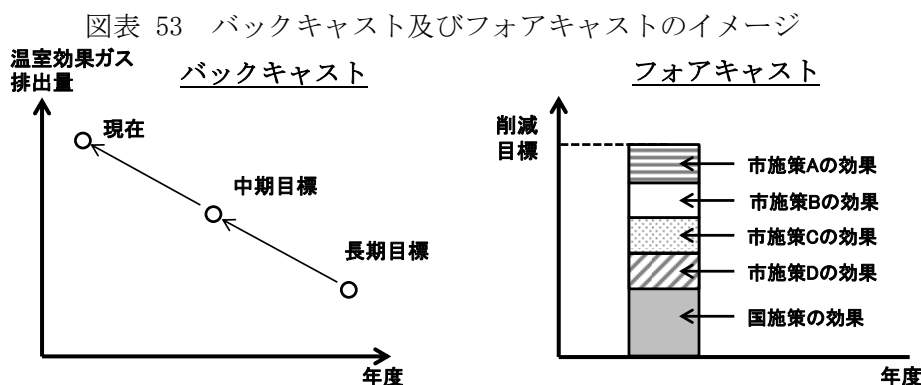 図表 53 バックキャスト及びフォアキャストのイメージ
温室効果ガス
排出量
バックキャスト
現在
中期目標
長期目標
年度
フォアキャスト
削減
目標
市施策Aの効果
市施策Bの効果
市施策Cの効果
市施策Dの効果
国施策の効果
年度